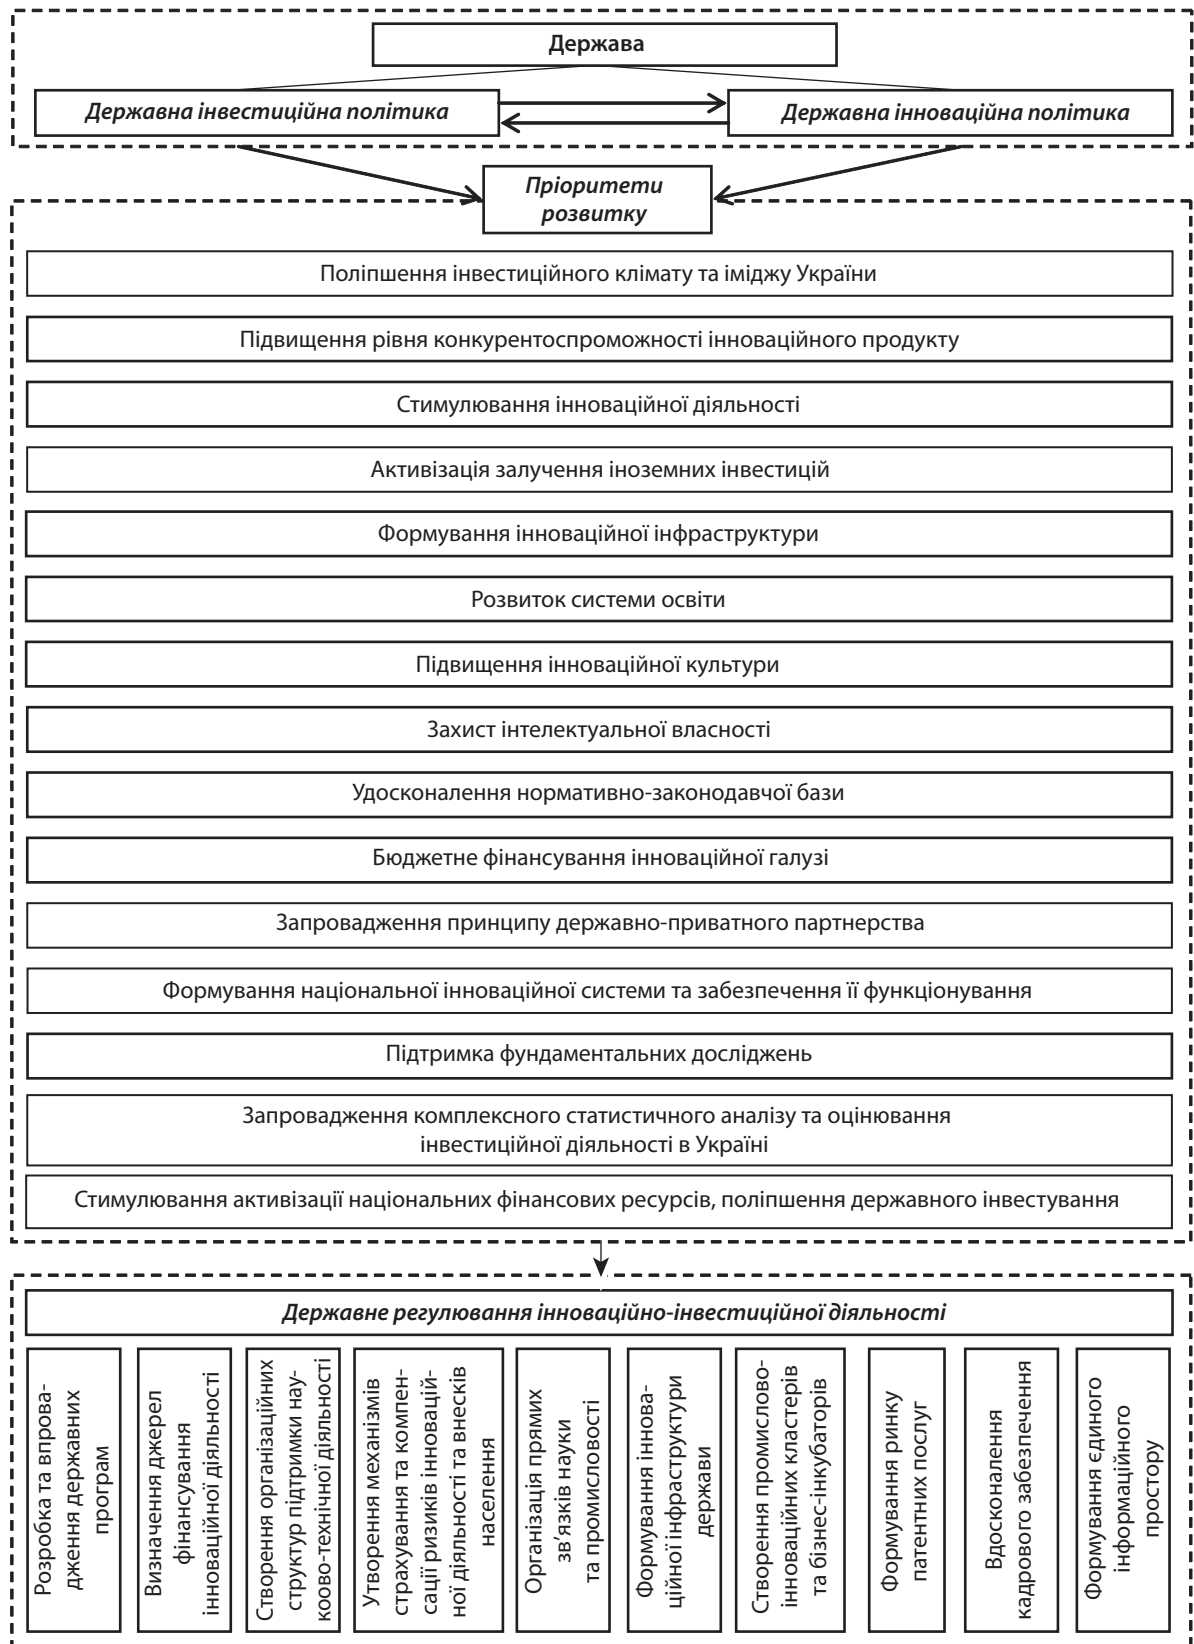 Держава
Державна інвестиційна політика
Державна інноваційна політика
Пріоритети
розвитку
Поліпшення інвестиційного клімату та іміджу України
Підвищення рівня конкурентоспроможності інноваційного продукту
Стимулювання інноваційної діяльності
Активізація залучення іноземних інвестицій
Формування інноваційної інфраструктури
Розвиток системи освіти
Підвищення інноваційної культури
Захист інтелектуальної власності
Удосконалення нормативно-законодавчої бази
Бюджетне фінансування інноваційної галузі
Запровадження принципу державно-приватного партнерства
Формування національної інноваційної системи та забезпечення її функціонування
Підтримка фундаментальних досліджень
Запровадження комплексного статистичного аналізу та оцінювання
інвестиційної діяльності в Україні
Стимулювання активізації національних фінансових ресурсів, поліпшення державного інвестування
Державне регулювання інноваційно-інвестиційної діяльності
Розробка та впрова-
дження державних
програм
Визначення джерел
фінансування
інноваційної діяльності
Створення організаційних
структур підтримки нау-
ково-технічної діяльності
Утворення механізмів
страхування та компен-
сації ризиків інновацій-
ної діяльності та внесків
населення
Організація прямих
зв’язків науки
та промисловості
Формування іннова-
ційної інфраструктури
держави
Створення промислово-
інноваційних кластерів
та бізнес-інкубаторів
Формування ринку
патентних послуг
Вдосконалення
кадрового забезпечення
Формування єдиного
інформаційного
простору